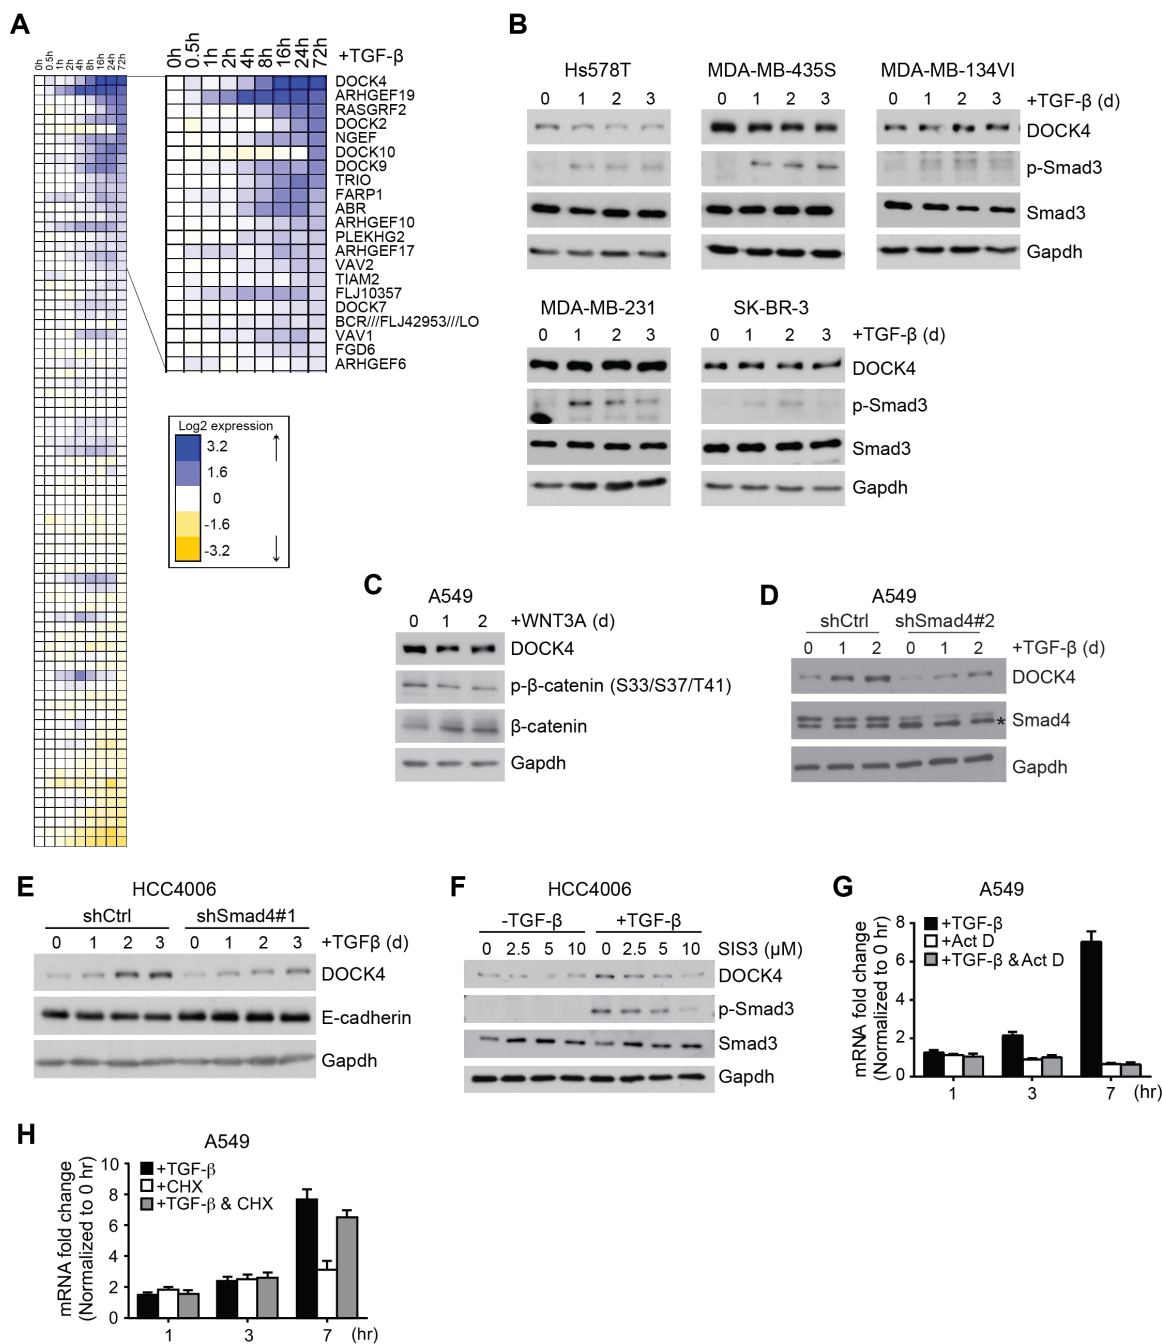 A
0h 0.5h 1h 2h 4h 8h 16h 24h 72h
0h 0.5h 1h 2h 4h 8h 16h 24h 72h +TGF-β
DOCK4
ARHGEF19
RASGRF2
DOCK2
NGEF
DOCK10
DOCK9
TRIO
FARP1
ABR
ARHGEF10
PLEKHG2
ARHGEF17
VAV2
TIAM2
FLJ10357
DOCK7
BCR///FLJ42953///LO
VAV1
FGD6
ARHGEF6
Log2 expression
3.2
1.6
0
-1.6
-3.2
B
Hs578T MDA-MB-435S MDA-MB-134VI
0 1 2 3 0 1 2 3 0 1 2 3 +TGF-β (d)
DOCK4
p-Smad3
Smad3
Gapdh
MDA-MB-231 SK-BR-3
0 1 2 3 0 1 2 3 +TGF-β (d)
DOCK4
p-Smad3
Smad3
Gapdh
C
A549
0 1 2 +WNT3A (d)
DOCK4
p-β-catenin (S33/S37/T41)
β-catenin
Gapdh
D
A549
shCtrl shSmad4#2
0 1 2 0 1 2 +TGF-β (d)
DOCK4
Smad4
*
Gapdh
E
HCC4006
shCtrl shSmad4#1
0 1 2 3 0 1 2 3 +TGFβ (d)
DOCK4
E-cadherin
Gapdh
F
HCC4006
-TGF-β +TGF-β
0 2.5 5 10 0 2.5 5 10 SIS3 (μM)
DOCK4
p-Smad3
Smad3
Gapdh
G
A549
mRNA fold change
(Normalized to 0 hr)
8
6
4
2
0
+TGF-β
+Act D
+TGF-β &Act D
1 3 7 (hr)
H
A549
mRNA fold change
(Normalized to 0 hr)
10
8
6
4
2
0
+TGF-β
+CHX
+TGF-β & CHX
1 3 7 (hr)